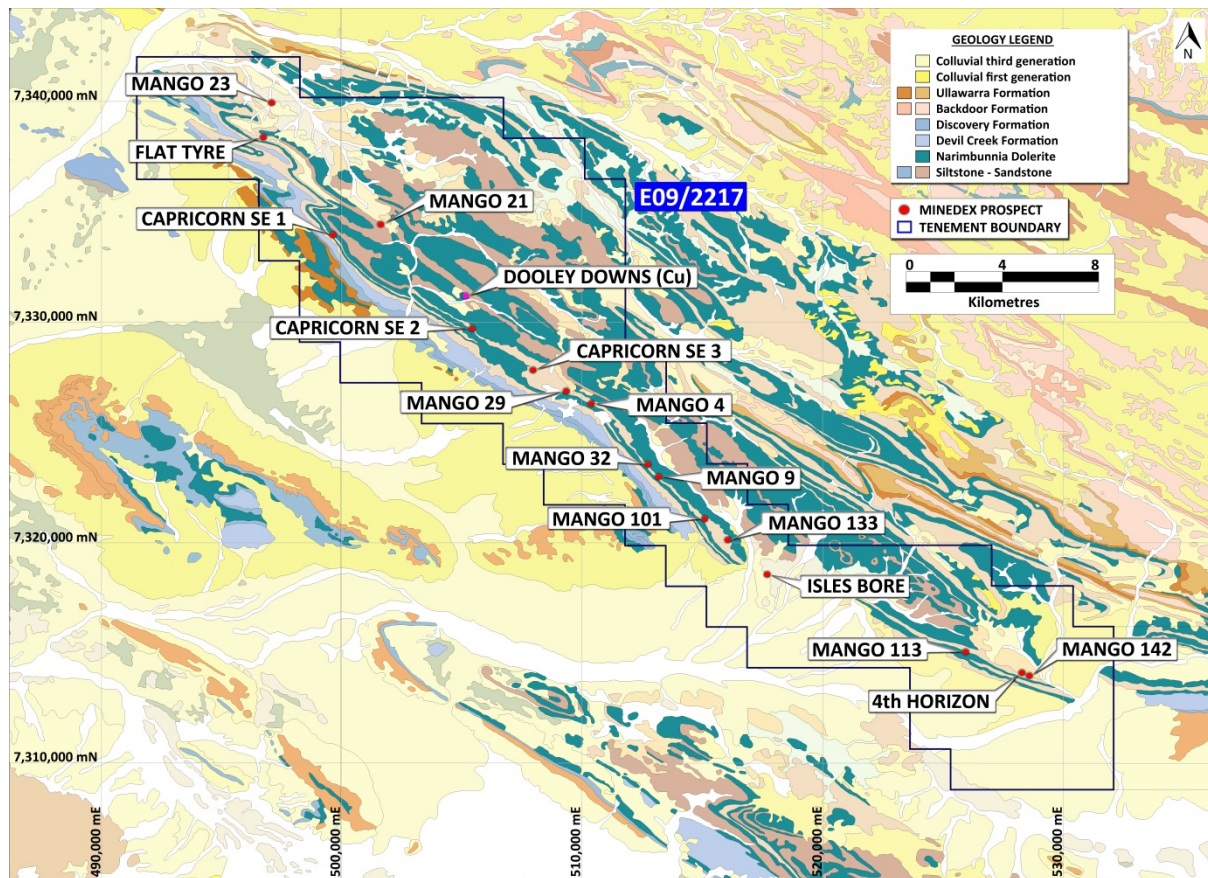 GEOLOGY LEGEND
Colluvial third generation
Colluvial first generation
Ullawarra Formation
Backdoor Formation
Discovery Formation
Devil Creek Formation
Narimbunnia Dolerite
Siltstone - Sandstone
N
MINEDEX PROSPECT
TENEMENT BOUNDARY
0 4 8
Kilometres
7,340,000 mN
MANGO 23
FLAT TYRE
E09/2217
MANGO 21
CAPRICORN SE 1
DOOLEY DOWNS (Cu)
7,330,000 mN
CAPRICORN SE 2
CAPRICORN SE 3
MANGO 29
MANGO 4
MANGO 32
MANGO 9
MANGO 101
MANGO 133
7,320,000 mN
ISLES BORE
MANGO 113
MANGO 142
4th HORIZON
7,310,000 mN
490,000 mE
500,000 mE
510,000 mE
520,000 mE
530,000 mE